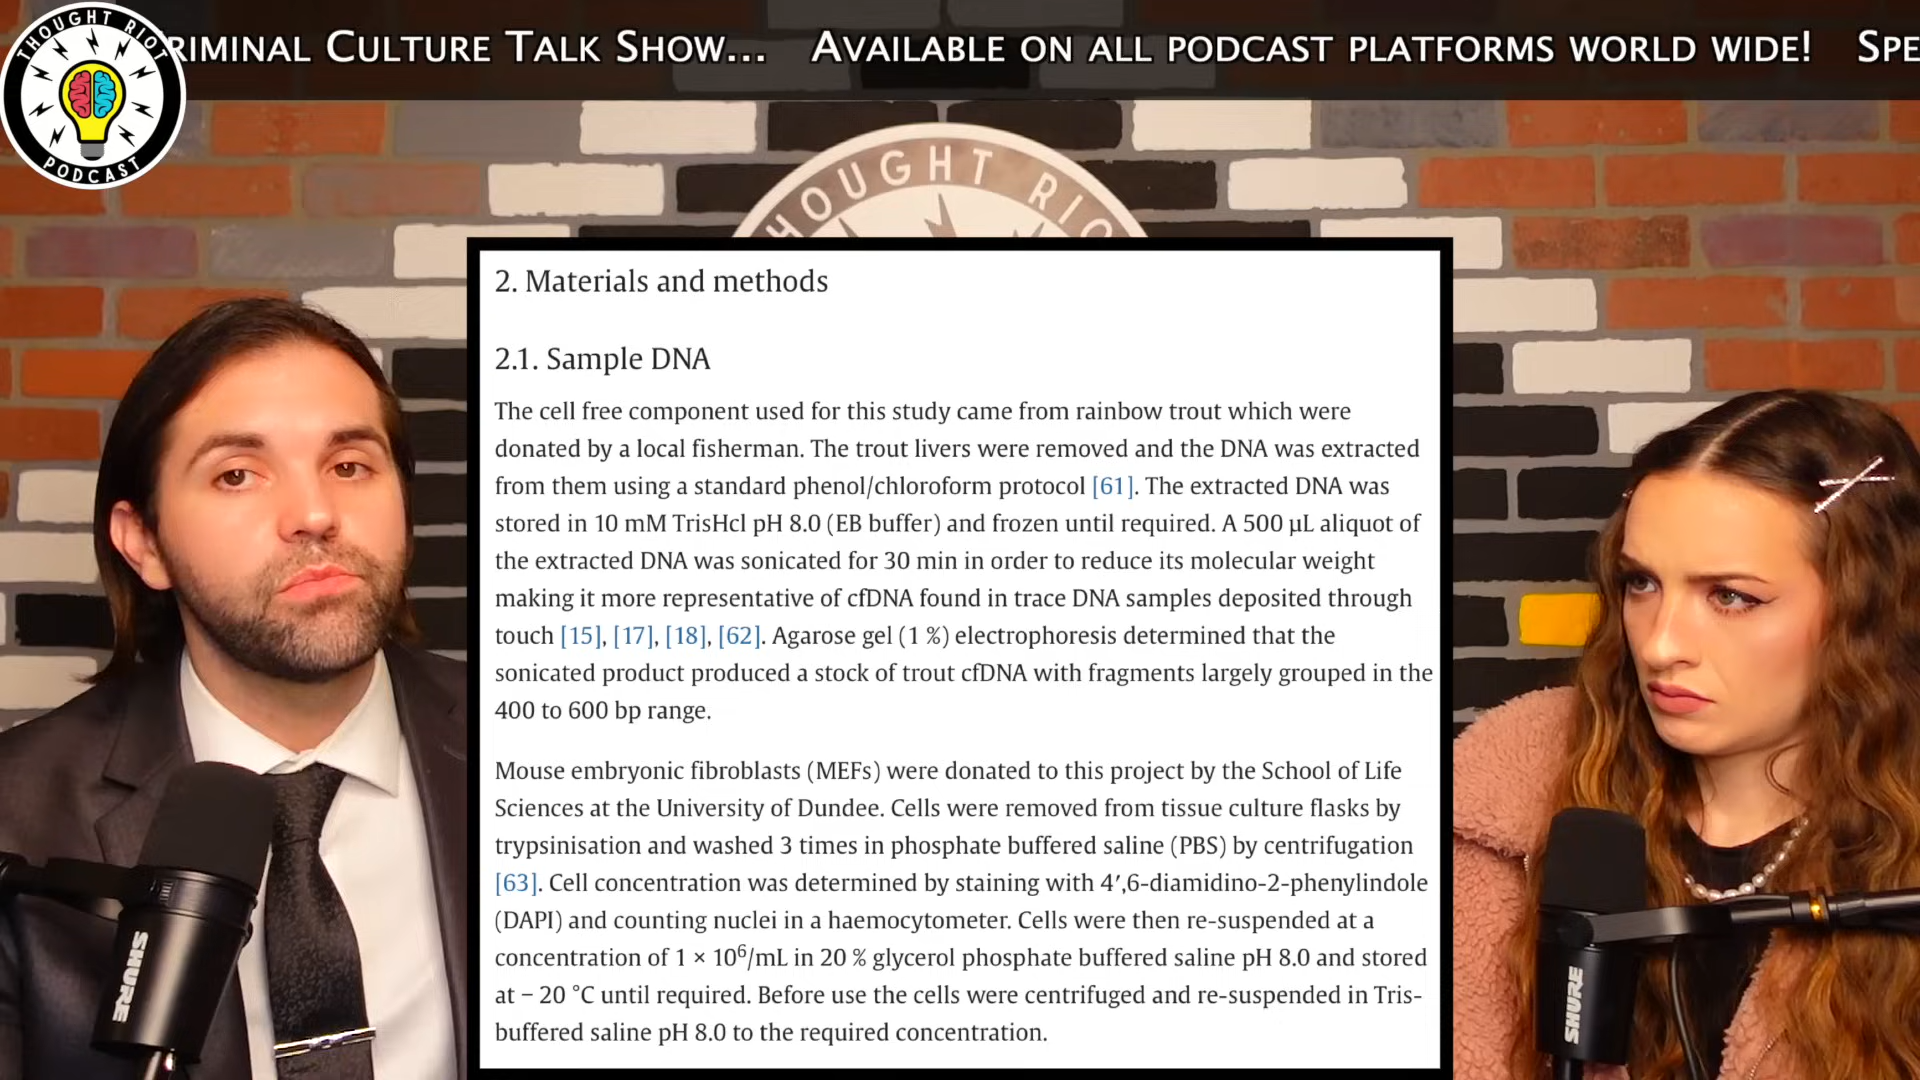 THOUGHT RIOT
PODCAST
RIMINAL CULTURE TALK SHOW... AVAILABLE ON ALL PODCAST PLATFORMS WORLD WIDE! SPE
HOUGHT RIO
2. Materials and methods
2.1. Sample DNA
The cell free component used for this study came from rainbow trout which were
donated by a local fisherman. The trout livers were removed and the DNA was extracted
from them using a standard phenol/chloroform protocol [61]. The extracted DNA was
stored in 10 mM TrisHcl pH 8.0 (EB buffer) and frozen until required. A 500 µL aliquot of
the extracted DNA was sonicated for 30 min in order to reduce its molecular weight
making it more representative of cfDNA found in trace DNA samples deposited through
touch [15], [17], [18], [62]. Agarose gel (1 %) electrophoresis determined that the
sonicated product produced a stock of trout cfDNA with fragments largely grouped in the
400 to 600 bp range.
Mouse embryonic fibroblasts (MEFs) were donated to this project by the School of Life
Sciences at the University of Dundee. Cells were removed from tissue culture flasks by
trypsinisation and washed 3 times in phosphate buffered saline (PBS) by centrifugation
[63]. Cell concentration was determined by staining with 4′,6-diamidino-2-phenylindole
(DAPI) and counting nuclei in a haemocytometer. Cells were then re-suspended at a
concentration of 1 × 10⁶/mL in 20 % glycerol phosphate buffered saline pH 8.0 and stored
at − 20 °C until required. Before use the cells were centrifuged and re-suspended in Tris-
buffered saline pH 8.0 to the required concentration.
SHURE
SHURE